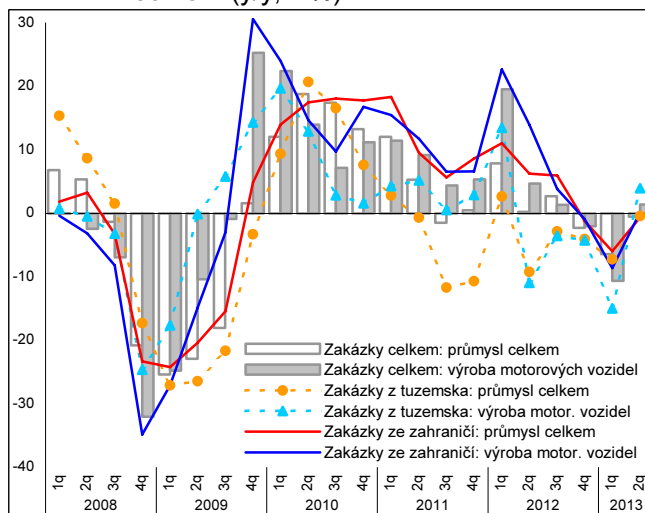 (y/y,
30
20
10
0
-10
-20
-30
-40
Zakázky celkem: průmysl celkem
Zakázky celkem: výroba motorových vozidel
Zakázky z tuzemska: průmysl celkem
Zakázky z tuzemska: výroba motor. vozidel
Zakázky ze zahraničí: průmysl celkem
Zakázky ze zahraničí: výroba motor. vozidel
1q 2q 3q 4q 1q 2q 3q 4q 1q 2q 3q 4q 1q 2q 3q 4q 1q 2q 3q 4q 1q 2q
2008 2009 2010 2011 2012 2013